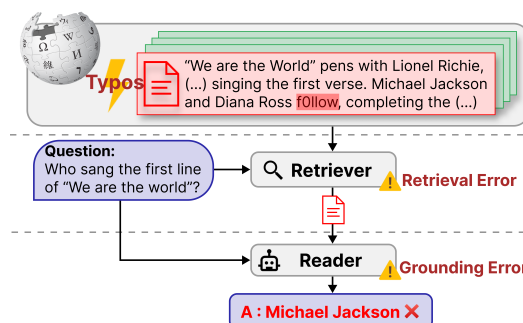 “We are the World” pens with Lionel Richie,
Typos
(...) singing the first verse. Michael Jackson
and Diana Ross f0llow, completing the (...)
Question:
Who sang the first line
of “We are the world”?
Retriever
Retrieval Error
Reader
Grounding Error
A : Michael Jackson ❌